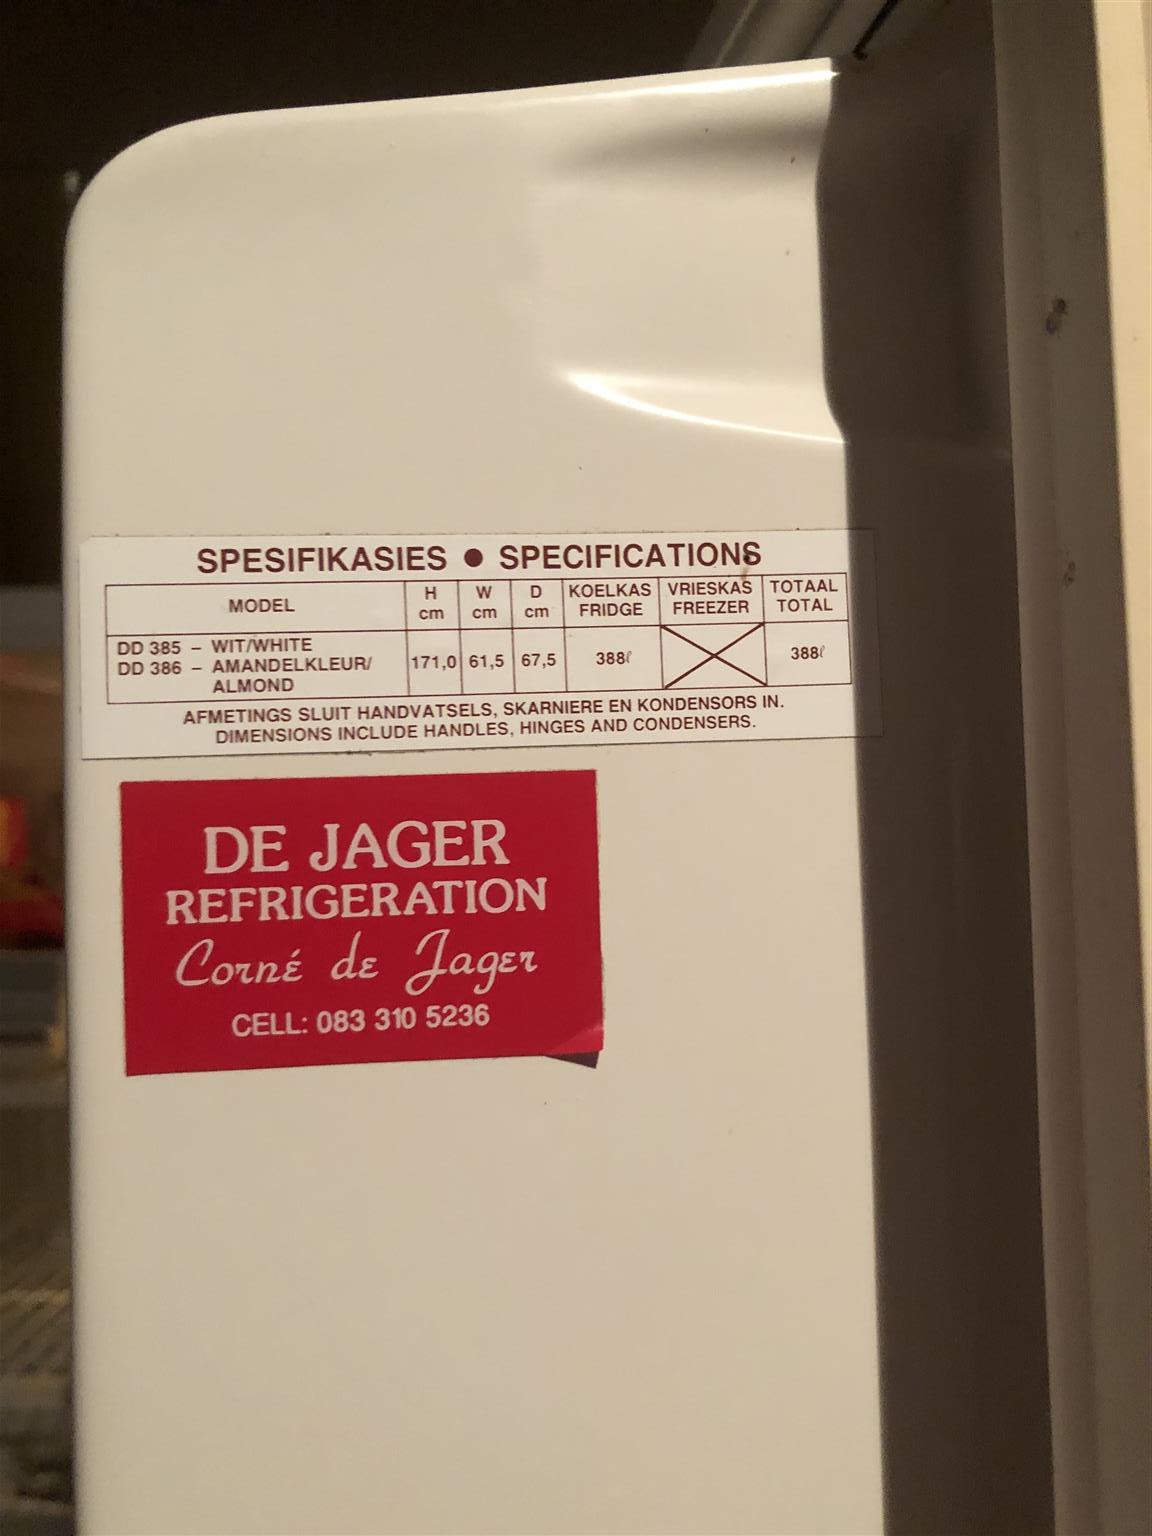 SPESIFIKASIES ● SPECIFICATIONS
MODEL H cm W cm D cm KOELKAS FRIDGE VRIESKAS FREEZER TOTAAL TOTAL
DD 385 – WIT/WHITE
DD 386 – AMANDELKLEUR/ 171,0 61,5 67,5 388ℓ 388ℓ
ALMOND
AFMETINGS SLUIT HANDVATSELS, SKARNIERE EN KONDENSORS IN.
DIMENSIONS INCLUDE HANDLES, HINGES AND CONDENSERS.
DE JAGER
REFRIGERATION
Corné de Jager
CELL: 083 310 5236